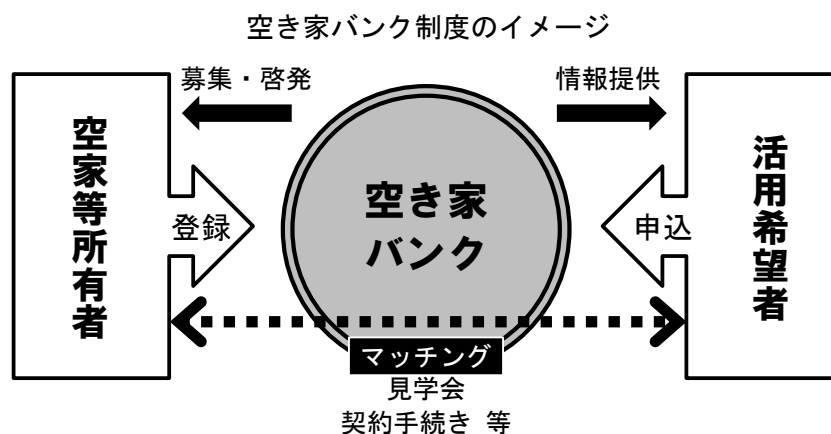 空き家バンク制度のイメージ
募集・啓発
情報提供
空家等所有者
登録
空き家
バンク
申込
活用希望者
マッチング
見学会
契約手続き 等